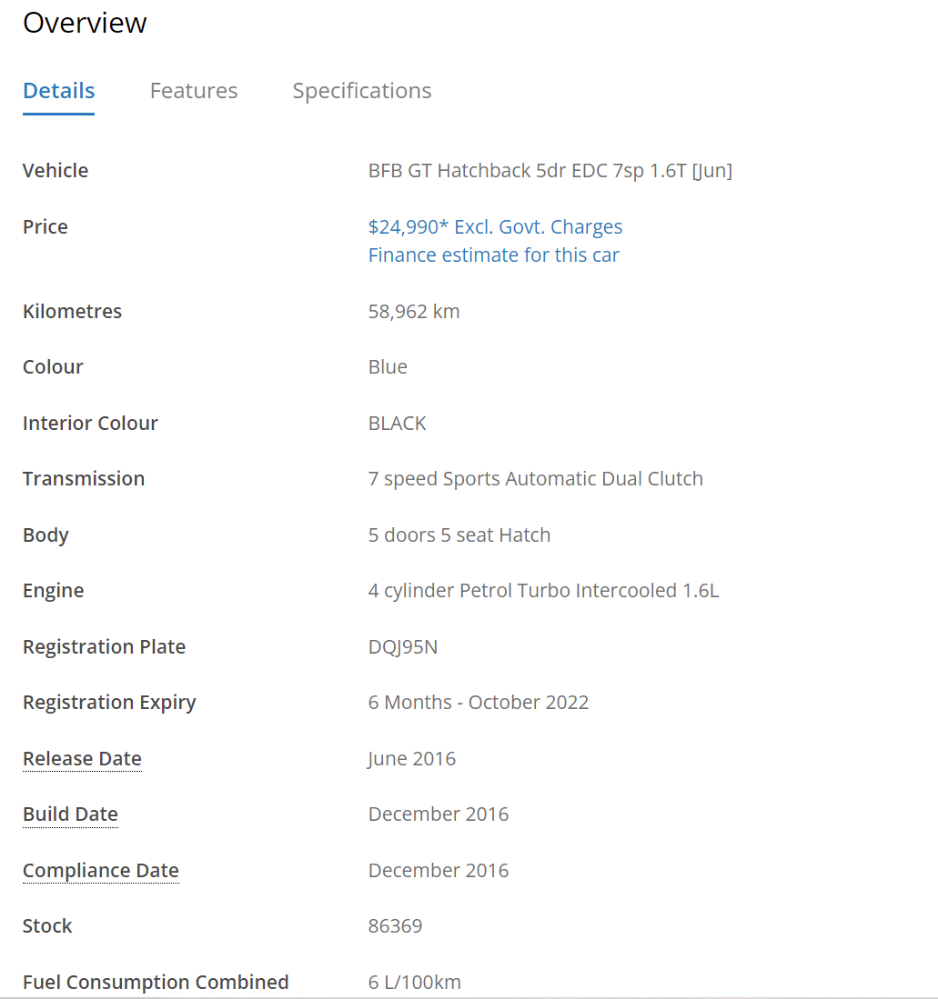 Overview
Details Features Specifications
Vehicle BFB GT Hatchback 5dr EDC 7sp 1.6T [Jun]
Price $24,990* Excl. Govt. Charges
Finance estimate for this car
Kilometres 58,962 km
Colour Blue
Interior Colour BLACK
Transmission 7 speed Sports Automatic Dual Clutch
Body 5 doors 5 seat Hatch
Engine 4 cylinder Petrol Turbo Intercooled 1.6L
Registration Plate DQJ95N
Registration Expiry 6 Months - October 2022
Release Date June 2016
Build Date December 2016
Compliance Date December 2016
Stock 86369
Fuel Consumption Combined 6 L/100km